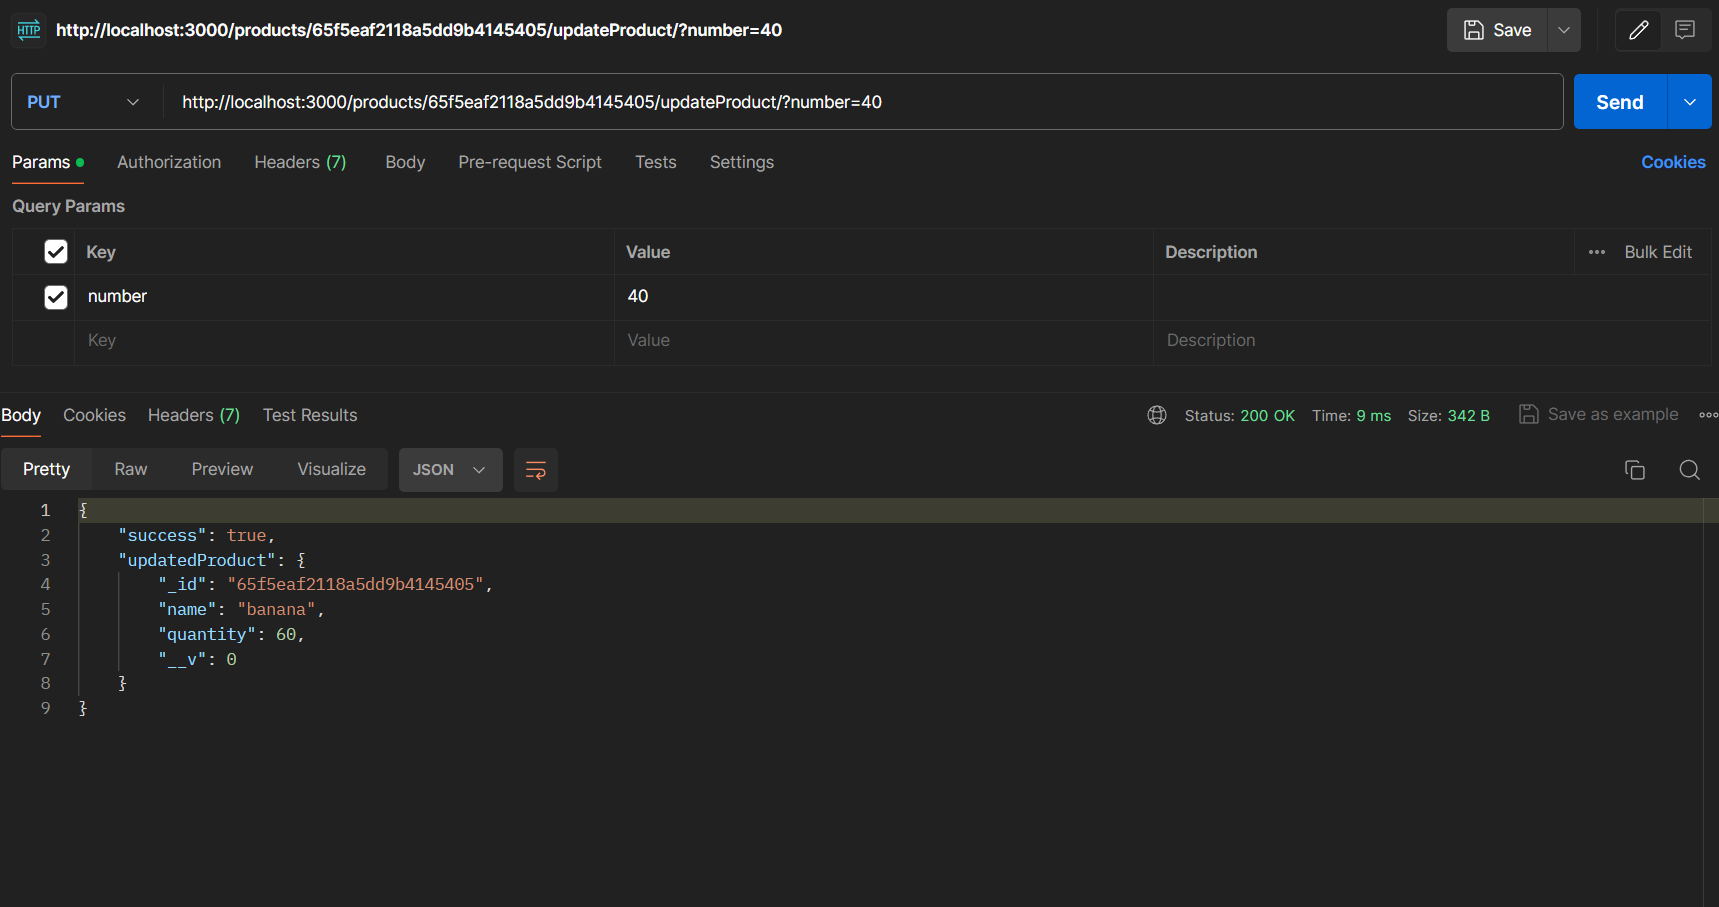 HTTP http://localhost:3000/products/65f5eaf2118a5dd9b4145405/updateProduct/?number=40 Save
PUT http://localhost:3000/products/65f5eaf2118a5dd9b4145405/updateProduct/?number=40 Send
Params Authorization Headers (7) Body Pre-request Script Tests Settings Cookies
Query Params
Key Value Description Bulk Edit
number 40
Key Value Description
Body Cookies Headers (7) Test Results Status: 200 OK Time: 9 ms Size: 342 B Save as example
Pretty Raw Preview Visualize JSON
1 {
2 "success": true,
3 "updatedProduct": {
4 "_id": "65f5eaf2118a5dd9b4145405",
5 "name": "banana",
6 "quantity": 60,
7 "__v": 0
8 }
9 }